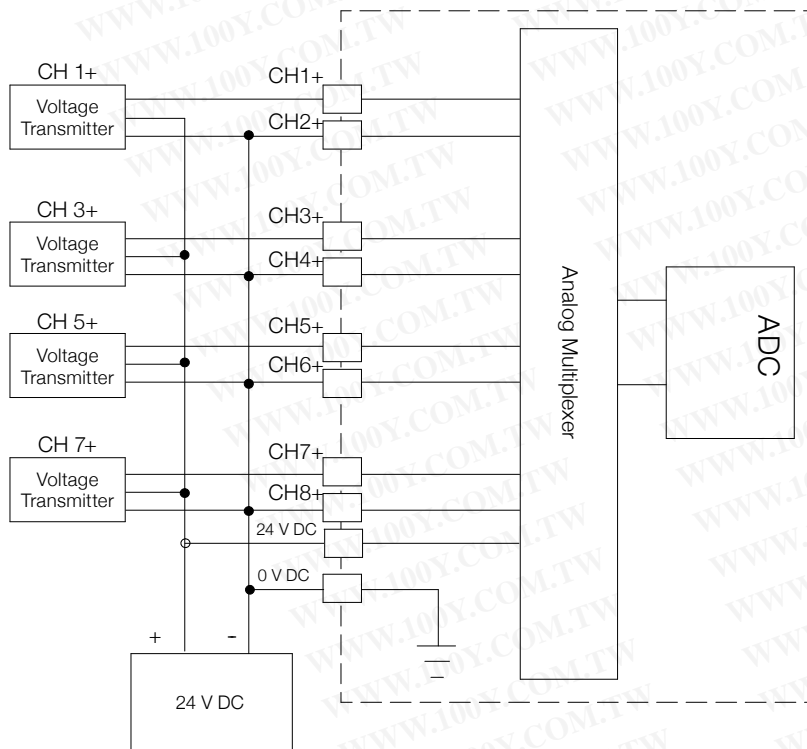 CH 1+
Voltage
Transmitter
CH1+
CH2+
CH 3+
Voltage
Transmitter
CH3+
CH4+
CH 5+
Voltage
Transmitter
CH5+
CH6+
CH 7+
Voltage
Transmitter
CH7+
CH8+
24 V DC
0 V DC
+ -
24 V DC
Analog Multiplexer
ADC
WWW.100Y.COM.TW